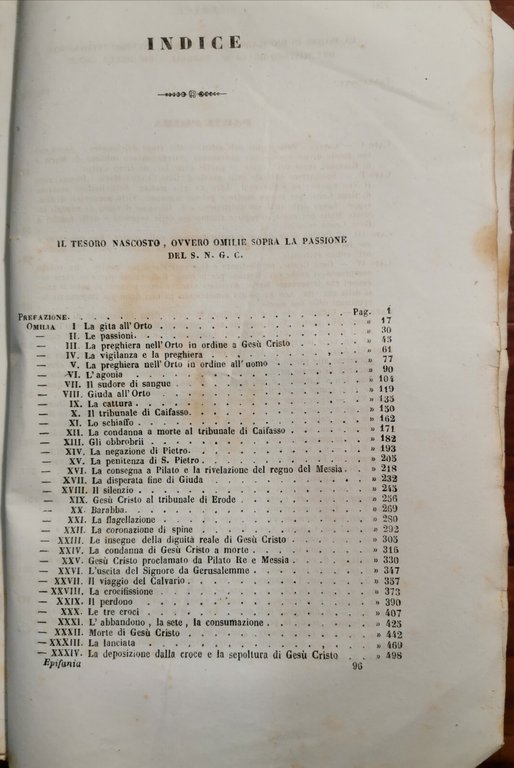 INDICE
IL TESORO NASCOSTO, OVVERO OMILIE SOPRA LA PASSIONE
DEL S. N. G. C.
PREFAZIONE. Pag. 1
OMILIA I La gita all'Orto » 17
— II. Le passioni. » 30
— III. La preghiera nell'Orto in ordine a Gesù Cristo » 45
— IV. La vigilanza e la preghiera » 61
— V. La preghiera nell'Orto in ordine all'uomo » 77
— VI. L'agonia » 90
— VII. Il sudore di sangue » 104
— VIII. Giuda all'Orto » 119
— IX. La cattura » 135
— X. Il tribunale di Caifasso. » 150
— XI. Lo schiaffo » 162
— XII. La condanna a morte al tribunale di Caifasso » 171
— XIII. Gli obbrobrii » 182
— XIV. La negazione di Pietro. » 193
— XV. La penitenza di S. Pietro. » 205
— XVI. La consegna a Pilato e la rivelazione del regno del Messia. » 218
— XVII. La disperata fine di Giuda » 232
— XVIII. Il silenzio » 243
— XIX. Gesù Cristo al tribunale di Erode » 256
— XX. Barabba. » 269
— XXI. La flagellazione » 280
— XXII. La coronazione di spine » 292
— XXIII. Le insegne della dignità reale di Gesù Cristo » 305
— XXIV. La condanna di Gesù Cristo a morte » 316
— XXV. Gesù Cristo proclamato da Pilato Re e Messia » 330
— XXVI. L'uscita del Signore da Gerusalemme » 347
— XXVII. Il viaggio del Calvario » 357
— XXVIII. La crocifissione » 373
— XXIX. Il perdono » 390
— XXX. Le tre croci » 407
— XXXI. L'abbandono, la sete, la consumazione » 425
— XXXII. Morte di Gesù Cristo » 442
— XXXIII. La lanciata » 469
— XXXIV. La deposizione dalla croce e la sepoltura di Gesù Cristo » 498
Epifania 96